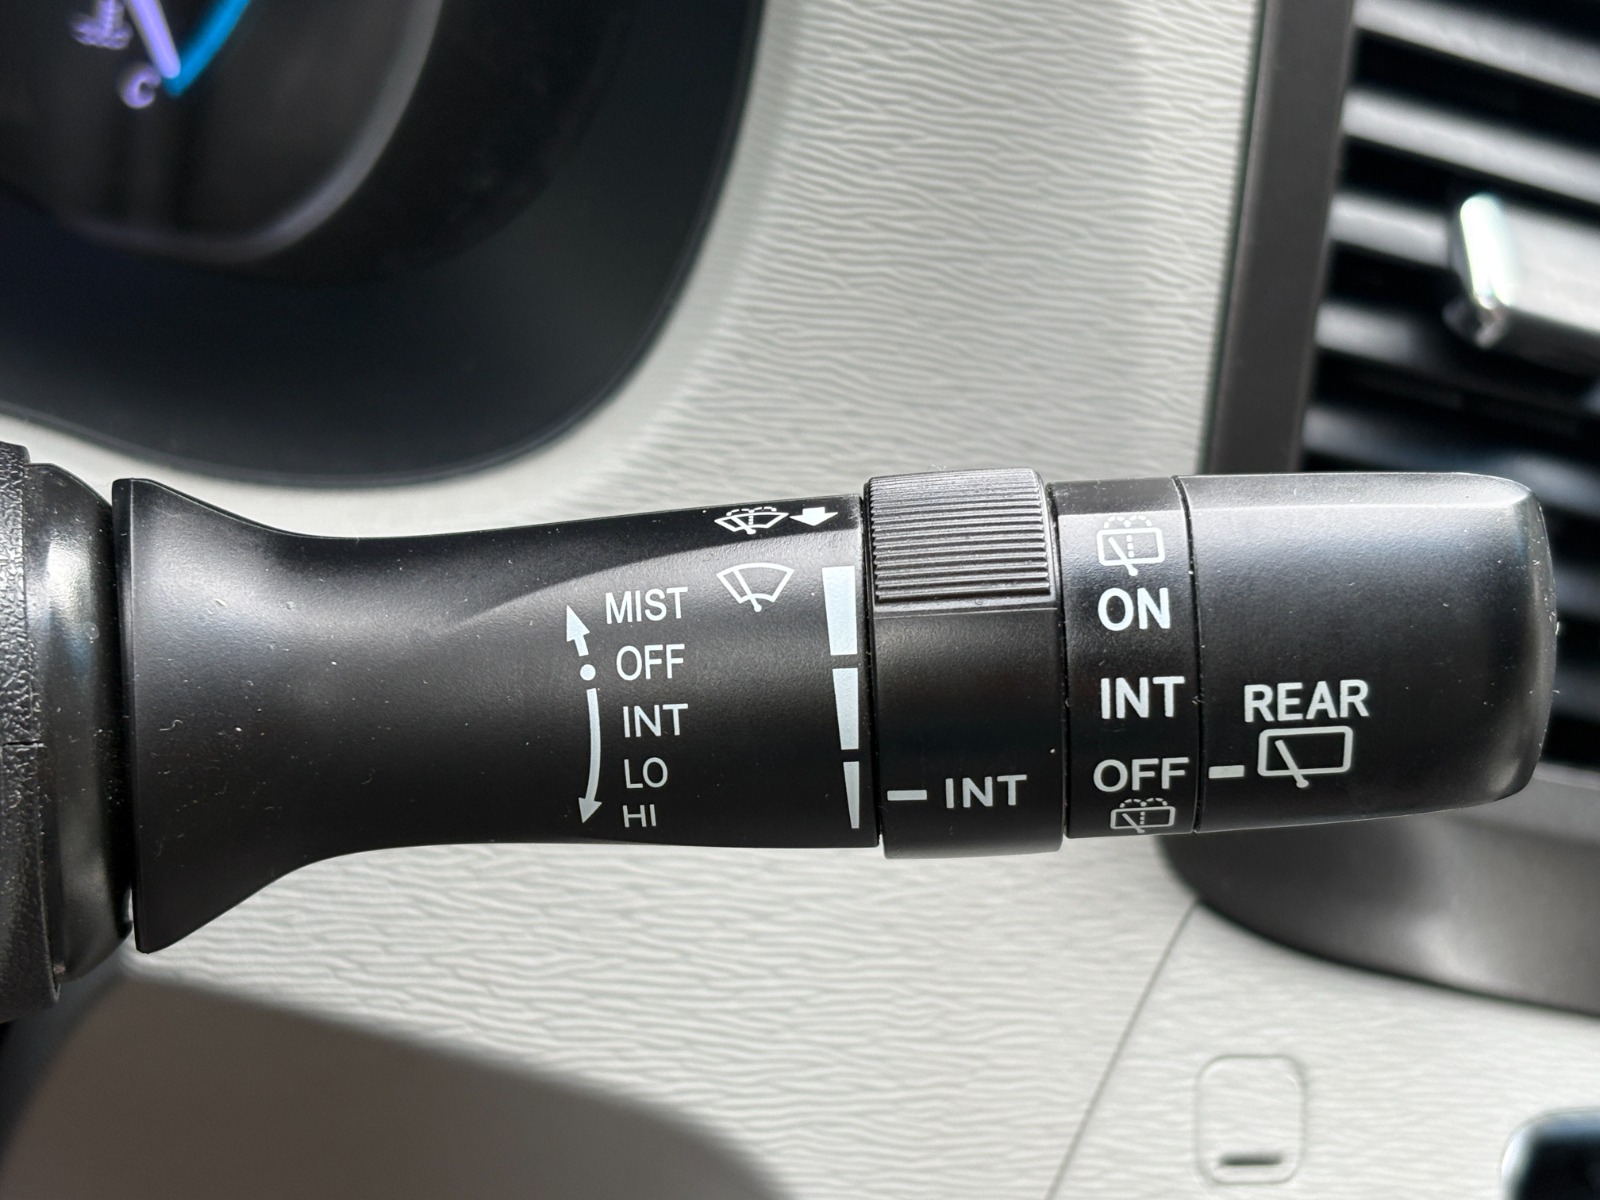 C
MIST
OFF
INT
LO
HI
INT
ON
INT
OFF
REAR